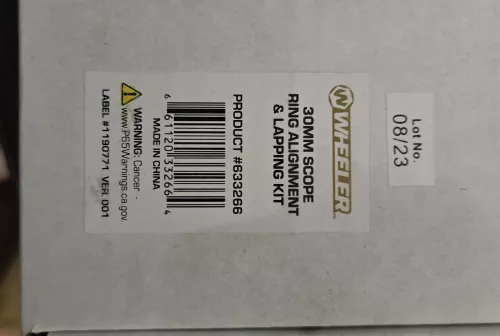 Lot No.
08/23
WHEELER
30MM SCOPE
RING ALIGNMENT
& LAPPING KIT
PRODUCT #633266
6 61120 33266 4
MADE IN CHINA
WARNING: Cancer -
www.P65Warnings.ca.gov
LABEL #1190771 VER 001